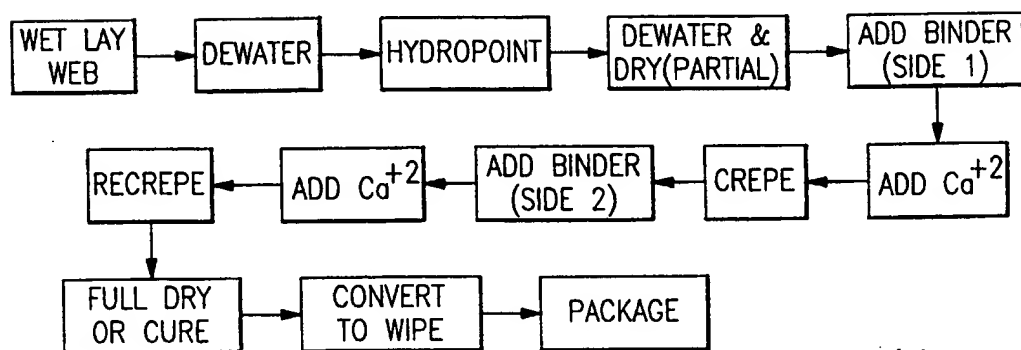 WET LAY
WEB
DEWATER
HYDROPOINT
DEWATER &
DRY(PARTIAL)
ADD BINDER
(SIDE 1)
ADD Ca+2
CREPE
ADD BINDER
(SIDE 2)
ADD Ca+2
RECREPE
FULL DRY
OR CURE
CONVERT
TO WIPE
PACKAGE